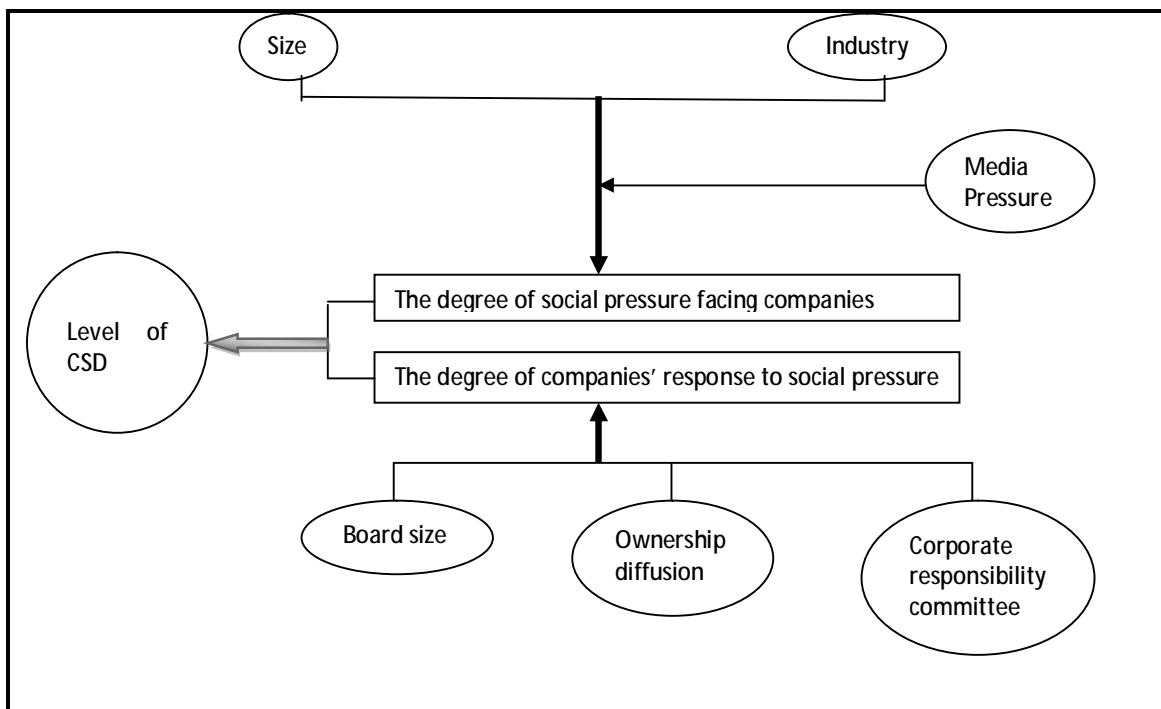 Size
Industry
Media
Pressure
The degree of social pressure facing companies
Level of
CSD
The degree of companies’ response to social pressure
Board size
Ownership
diffusion
Corporate
responsibility
committee